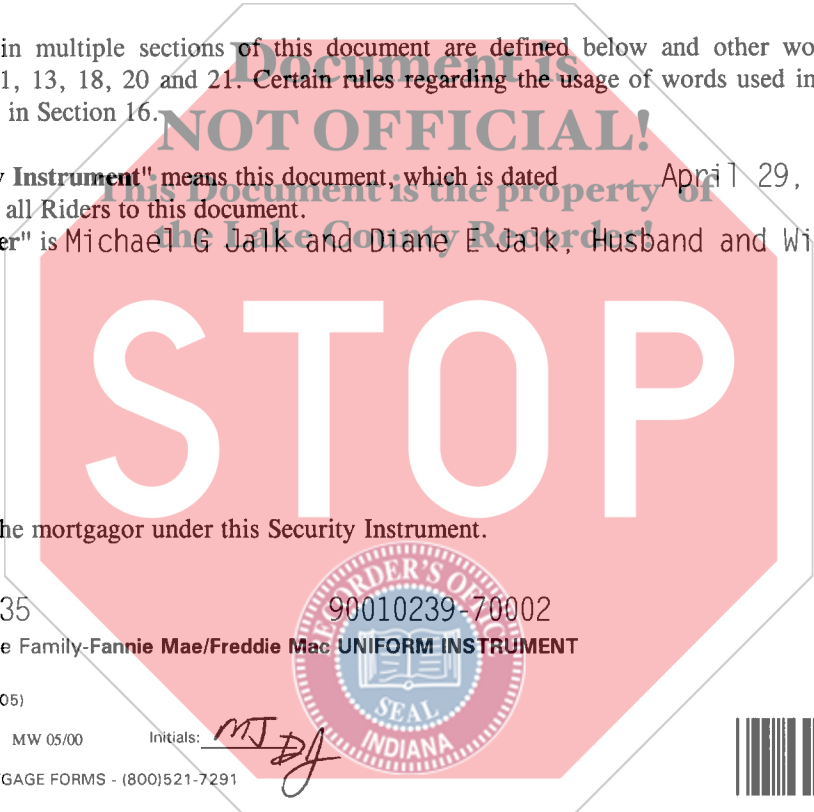 in multiple sections of this document are defined below and other wo
1, 13, 18, 20 and 21. Certain rules regarding the usage of words used in
in Section 16.
Document is
NOT OFFICIAL!
This Document is the property of
the Lake County Recorder!
y Instrument" means this document, which is dated April 29,
all Riders to this document.
er" is Michael G Jalk and Diane E Jalk, Husband and Wi
STOP
he mortgagor under this Security Instrument.
35 90010239-70002
e Family-Fannie Mae/Freddie Mac UNIFORM INSTRUMENT
05)
MW 05/00 Initials: MJ DJ
GAGE FORMS - (800)521-7291
RECORDER'S OFFICE
SEAL
INDIANA